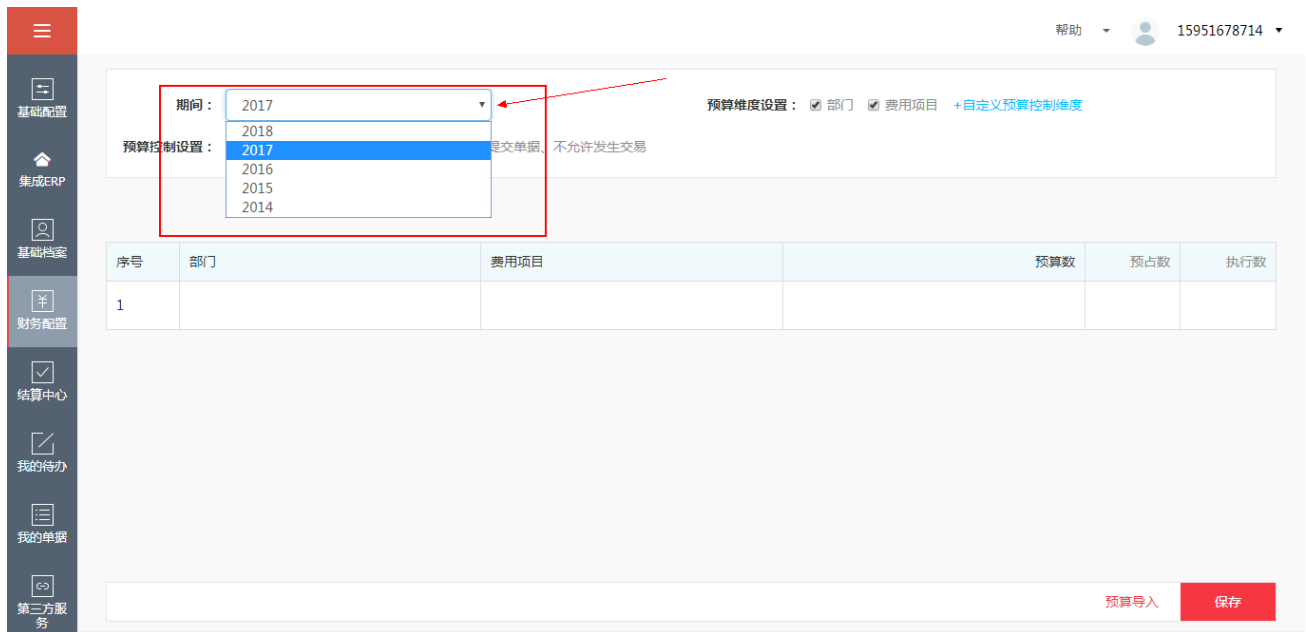 帮助
15951678714
基础配置
集成ERP
基础档案
财务配置
结算中心
我的待办
我的单据
第三方服
务
期间： 2017
预算维度设置： 部门 费用项目 +自定义预算控制维度
2018
预算控制设置： 2017 提交单据、不允许发生交易
2016
2015
2014
序号 部门 费用项目 预算数 预占数 执行数
1
预算导入 保存